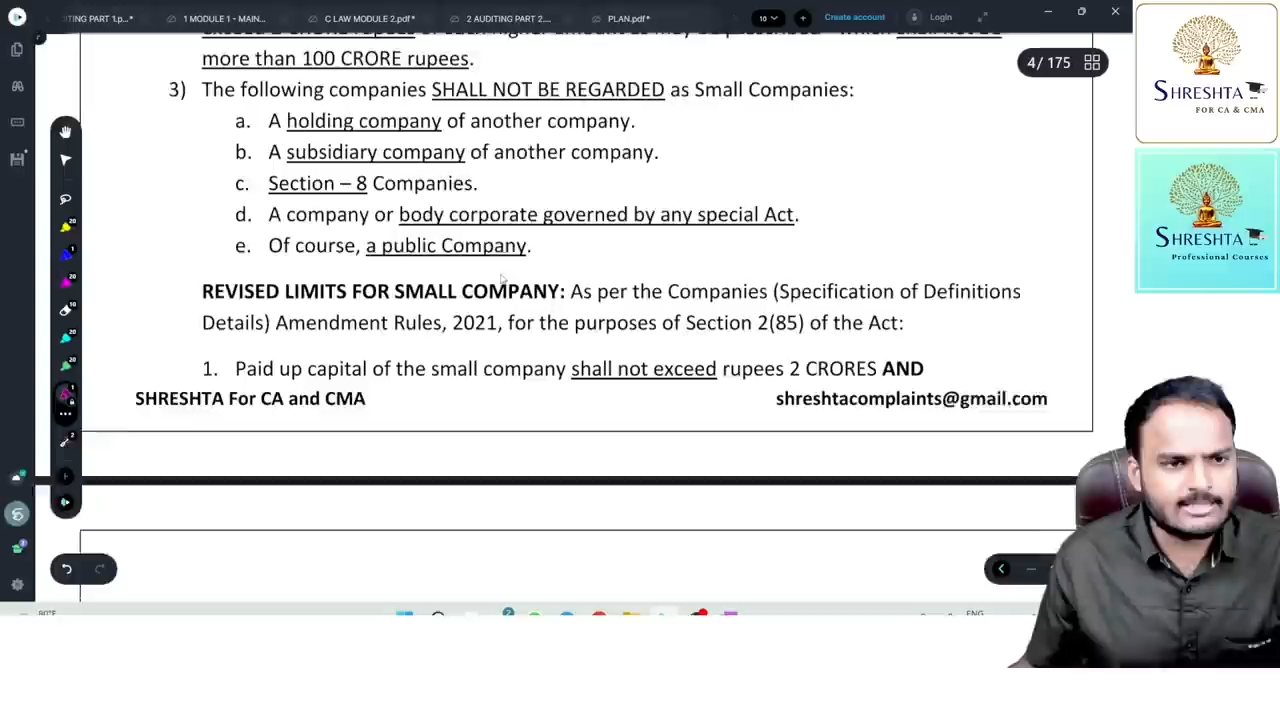 ITING PART 1.p...*
1 MODULE 1 - MAIN...
C LAW MODULE 2.pdf*
2 AUDITING PART 2....
PLAN.pdf*
10
Create account
Login
more than 100 CRORE rupees.
4 / 175
3) The following companies SHALL NOT BE REGARDED as Small Companies:
a. A holding company of another company.
b. A subsidiary company of another company.
c. Section – 8 Companies.
d. A company or body corporate governed by any special Act.
e. Of course, a public Company.
REVISED LIMITS FOR SMALL COMPANY: As per the Companies (Specification of Definitions
Details) Amendment Rules, 2021, for the purposes of Section 2(85) of the Act:
1. Paid up capital of the small company shall not exceed rupees 2 CRORES AND
SHRESHTA For CA and CMA
shreshtacomplaints@gmail.com
80°F
ENG
SHRESHTA
FOR CA & CMA
SHRESHTA
Professional Courses